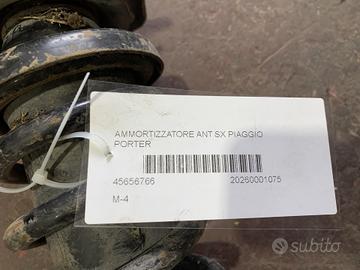 AMMORTIZZATORE ANT SX PIAGGIO
PORTER
45656766 20260001075
M-4
subito